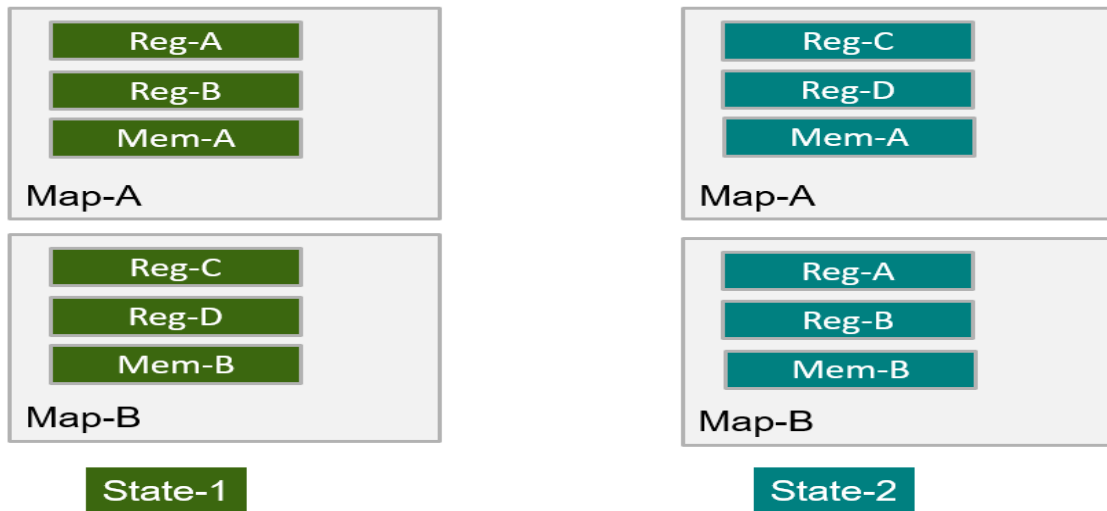 Reg-A
Reg-B
Mem-A
Map-A
Reg-C
Reg-D
Mem-B
Map-B
State-1
Reg-C
Reg-D
Mem-A
Map-A
Reg-A
Reg-B
Mem-B
Map-B
State-2